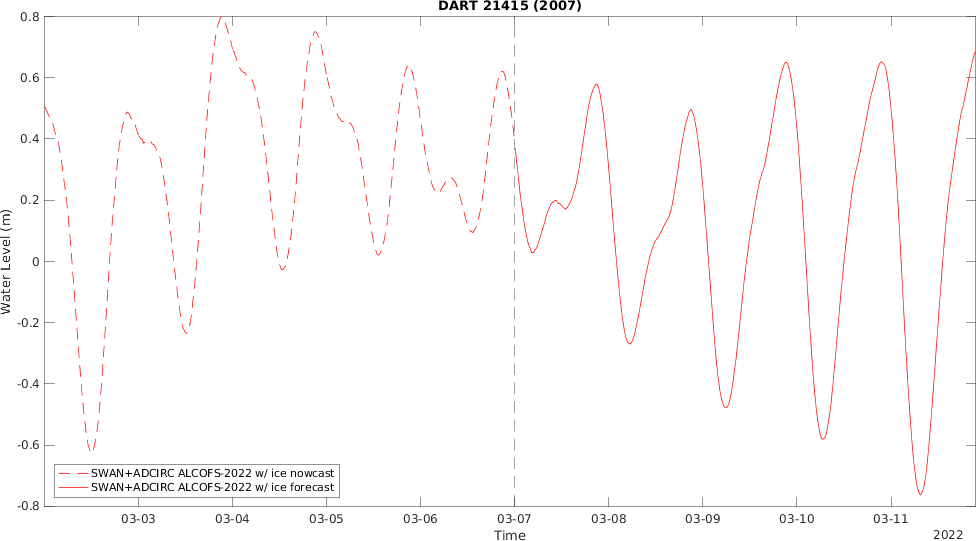 DART 21415 (2007)
0.8
0.6
0.4
0.2
0
-0.2
-0.4
-0.6
-0.8
Water Level (m)
SWAN+ADCIRC ALCOFS-2022 w/ ice nowcast
SWAN+ADCIRC ALCOFS-2022 w/ ice forecast
03-03 03-04 03-05 03-06 03-07 03-08 03-09 03-10 03-11
Time
2022